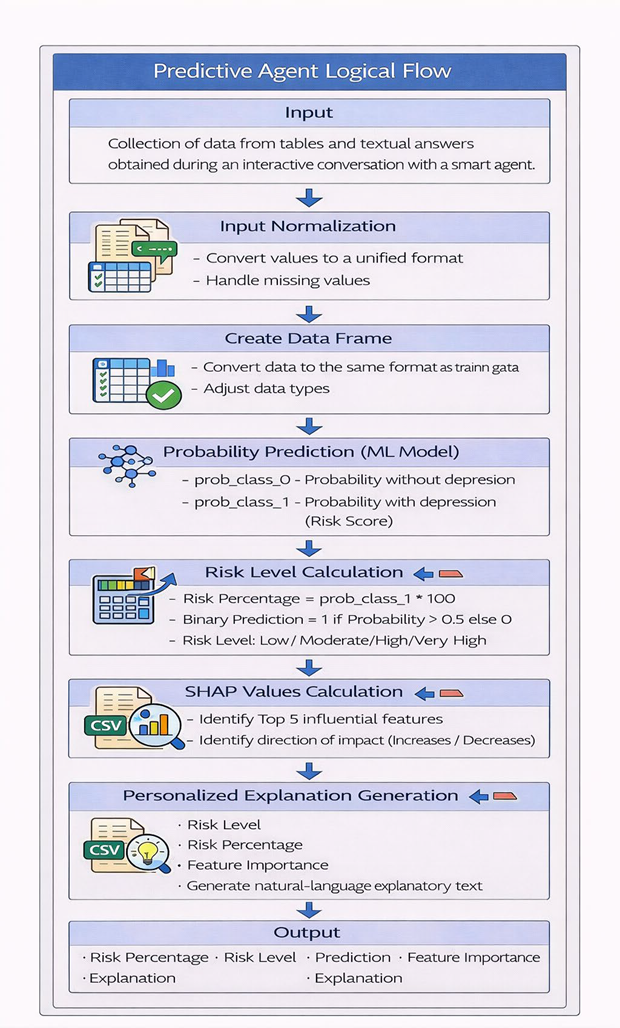 Predictive Agent Logical Flow
Input
Collection of data from tables and textual answers
obtained during an interactive conversation with a smart agent.
Input Normalization
- Convert values to a unified format
- Handle missing values
Create Data Frame
- Convert data to the same format as trainn gata
- Adjust data types
Probability Prediction (ML Model)
- prob_class_0 - Probability without depresion
- prob_class_1 - Probability with depression
(Risk Score)
Risk Level Calculation
- Risk Percentage = prob_class_1 * 100
- Binary Prediction = 1 if Probability > 0.5 else 0
- Risk Level: Low / Moderate/High/Very High
SHAP Values Calculation
CSV
- Identify Top 5 influential features
- Identify direction of impact (Increases / Decreases)
Personalized Explanation Generation
CSV
· Risk Level
· Risk Percentage
· Feature Importance
· Generate natural-language explanatory text
Output
· Risk Percentage · Risk Level · Prediction · Feature Importance
· Explanation · Explanation